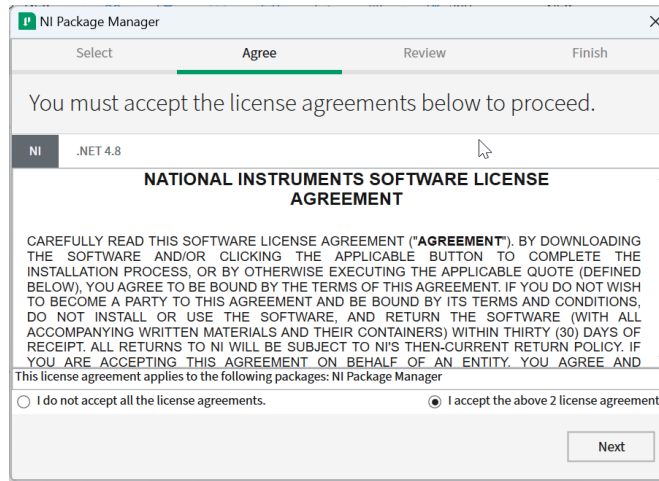 NI Package Manager
Select Agree Review Finish
You must accept the license agreements below to proceed.
NI .NET 4.8
NATIONAL INSTRUMENTS SOFTWARE LICENSE
AGREEMENT
CAREFULLY READ THIS SOFTWARE LICENSE AGREEMENT ("AGREEMENT"). BY DOWNLOADING
THE SOFTWARE AND/OR CLICKING THE APPLICABLE BUTTON TO COMPLETE THE
INSTALLATION PROCESS, OR BY OTHERWISE EXECUTING THE APPLICABLE QUOTE (DEFINED
BELOW), YOU AGREE TO BE BOUND BY THE TERMS OF THIS AGREEMENT. IF YOU DO NOT WISH
TO BECOME A PARTY TO THIS AGREEMENT AND BE BOUND BY ITS TERMS AND CONDITIONS,
DO NOT INSTALL OR USE THE SOFTWARE, AND RETURN THE SOFTWARE (WITH ALL
ACCOMPANYING WRITTEN MATERIALS AND THEIR CONTAINERS) WITHIN THIRTY (30) DAYS OF
RECEIPT. ALL RETURNS TO NI WILL BE SUBJECT TO NI'S THEN-CURRENT RETURN POLICY. IF
YOU ARE ACCEPTING THIS AGREEMENT ON BEHALF OF AN ENTITY, YOU AGREE AND
This license agreement applies to the following packages: NI Package Manager
I do not accept all the license agreements. I accept the above 2 license agreement
Next